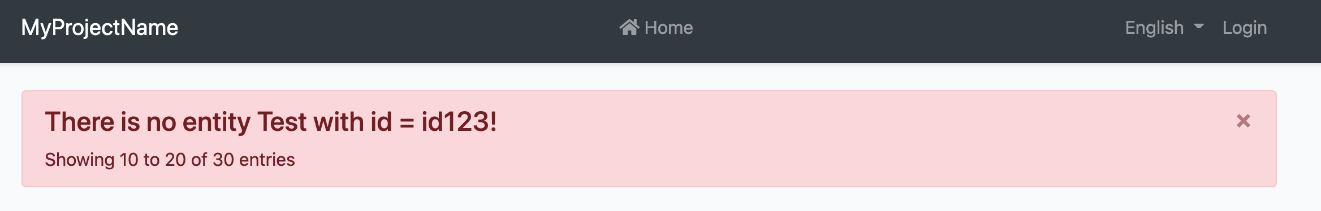 MyProjectName Home English Login
There is no entity Test with id = id123!
Showing 10 to 20 of 30 entries